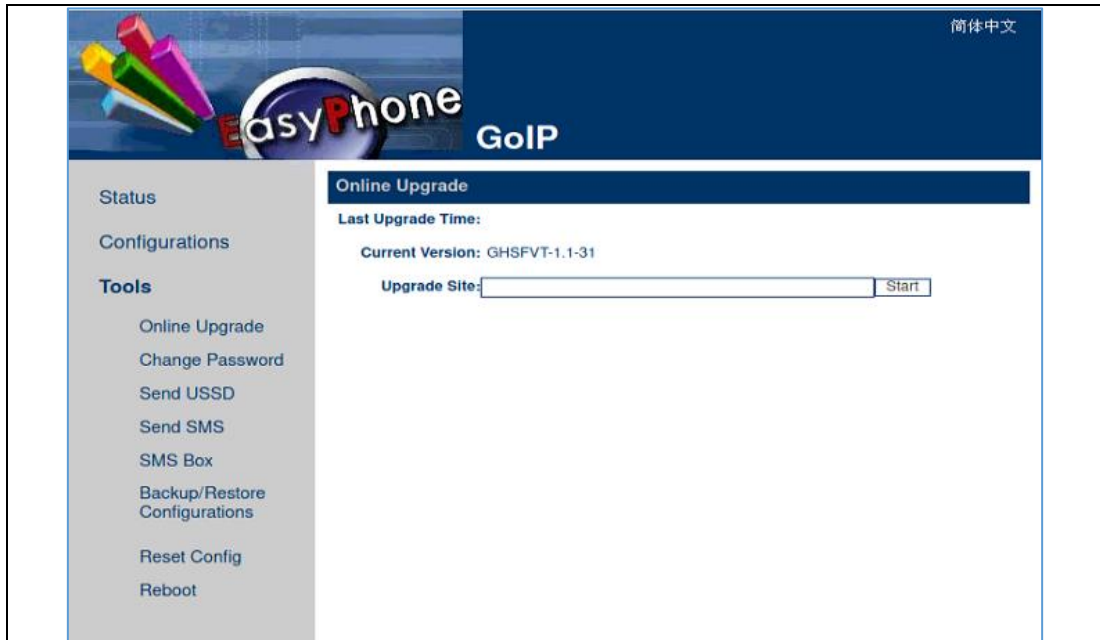 简体中文
EasyPhone
GoIP
Status
Configurations
Tools
Online Upgrade
Change Password
Send USSD
Send SMS
SMS Box
Backup/Restore
Configurations
Reset Config
Reboot
Online Upgrade
Last Upgrade Time:
Current Version: GHSFVT-1.1-31
Upgrade Site: Start